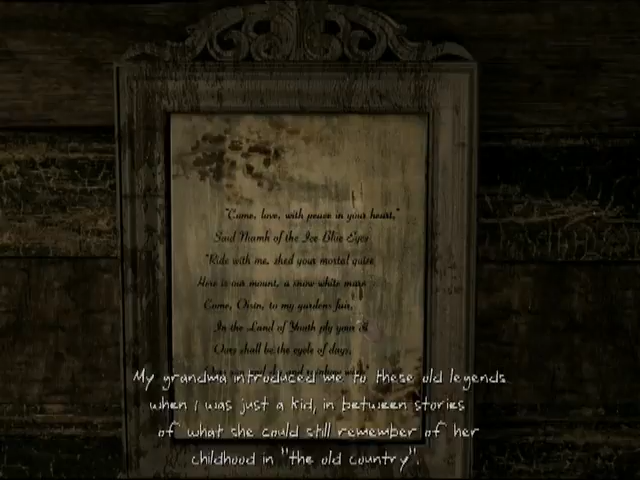 "Come, love, with peace in your heart,"
Said Niamh of the Ice Blue Eyes
"Ride with me, shed your mortal guise
Here is our mount, a snow white mare
Come, Oisin, to my gardens fair,
In the Land of Youth ply your
Ours shall be the cycle of days,
My grandma introduced me to these old legends
when I was just a kid, in between stories
of what she could still remember of her
childhood in "the old country".